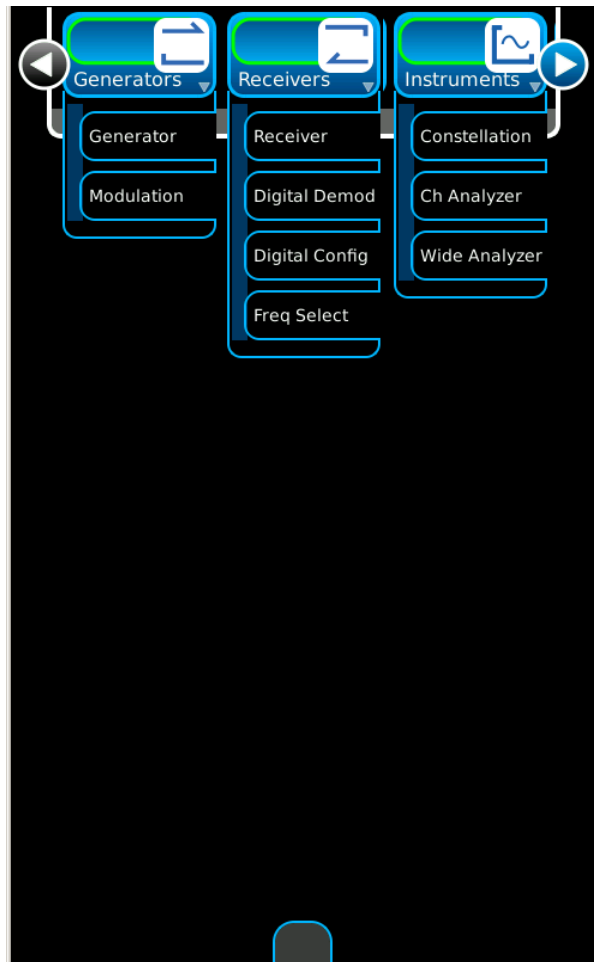 Generators
Receivers
Instruments
Generator
Receiver
Constellation
Modulation
Digital Demod
Ch Analyzer
Digital Config
Wide Analyzer
Freq Select